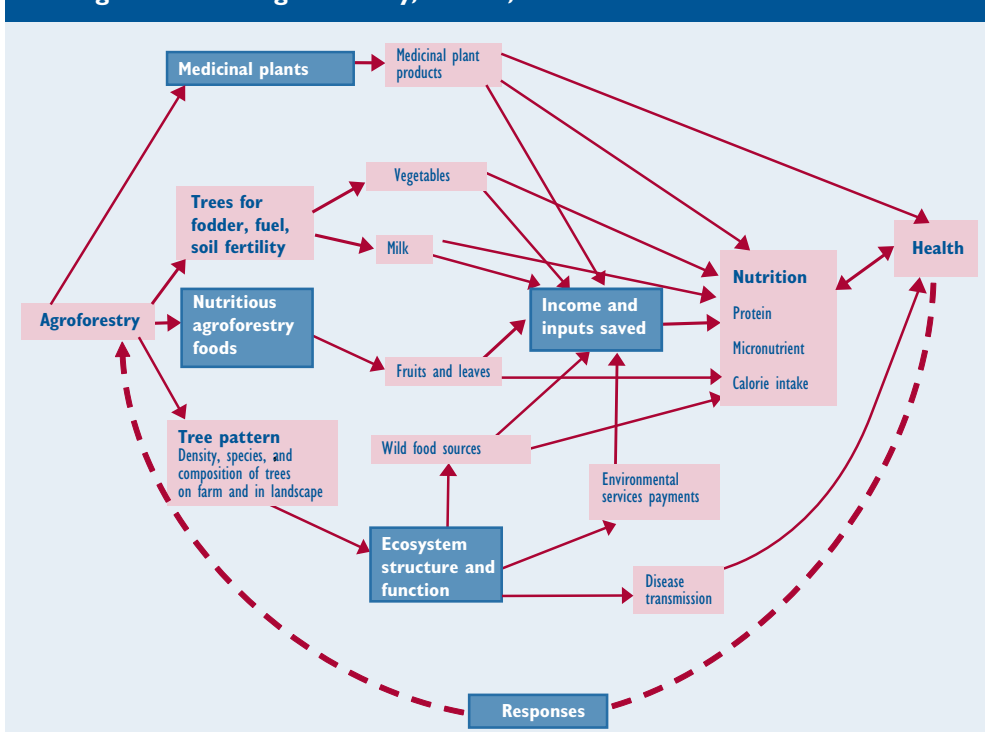 Medicinal plants
Medicinal plant
products
Vegetables
Trees for
fodder, fuel,
soil fertility
Milk
Health
Nutrition
Protein
Micronutrient
Calorie intake
Agroforestry
Nutritious
agroforestry
foods
Income and
inputs saved
Fruits and leaves
Tree pattern
Density, species, and
composition of trees
on farm and in landscape
Wild food sources
Environmental
services payments
Ecosystem
structure and
function
Disease
transmission
Responses